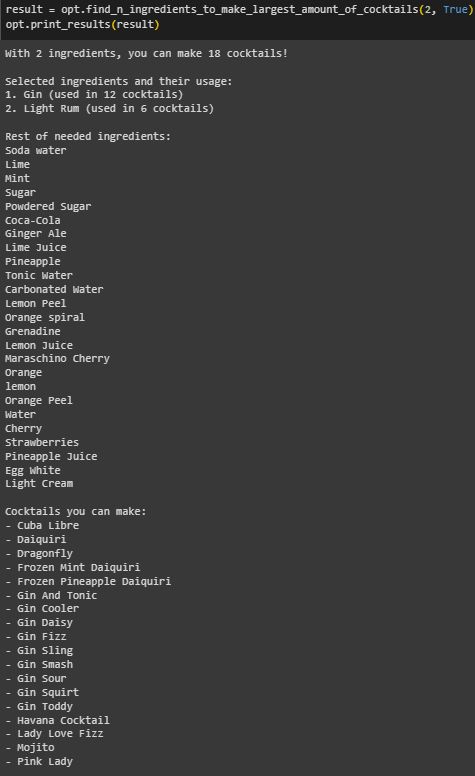 result = opt.find_n_ingredients_to_make_largest_amount_of_cocktails(2, True)
opt.print_results(result)
With 2 ingredients, you can make 18 cocktails!
Selected ingredients and their usage:
1. Gin (used in 12 cocktails)
2. Light Rum (used in 6 cocktails)
Rest of needed ingredients:
Soda water
Lime
Mint
Sugar
Powdered Sugar
Coca-Cola
Ginger Ale
Lime Juice
Pineapple
Tonic Water
Carbonated Water
Lemon Peel
Orange spiral
Grenadine
Lemon Juice
Maraschino Cherry
Orange
lemon
Orange Peel
Water
Cherry
Strawberries
Pineapple Juice
Egg White
Light Cream
Cocktails you can make:
- Cuba Libre
- Daiquiri
- Dragonfly
- Frozen Mint Daiquiri
- Frozen Pineapple Daiquiri
- Gin And Tonic
- Gin Cooler
- Gin Daisy
- Gin Fizz
- Gin Sling
- Gin Smash
- Gin Sour
- Gin Squirt
- Gin Toddy
- Havana Cocktail
- Lady Love Fizz
- Mojito
- Pink Lady